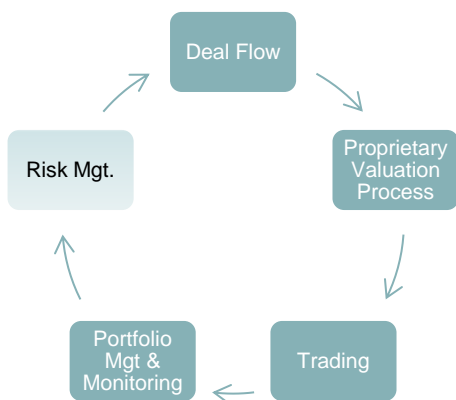 Deal Flow
Proprietary
Valuation
Process
Trading
Portfolio
Mgt &
Monitoring
Risk Mgt.